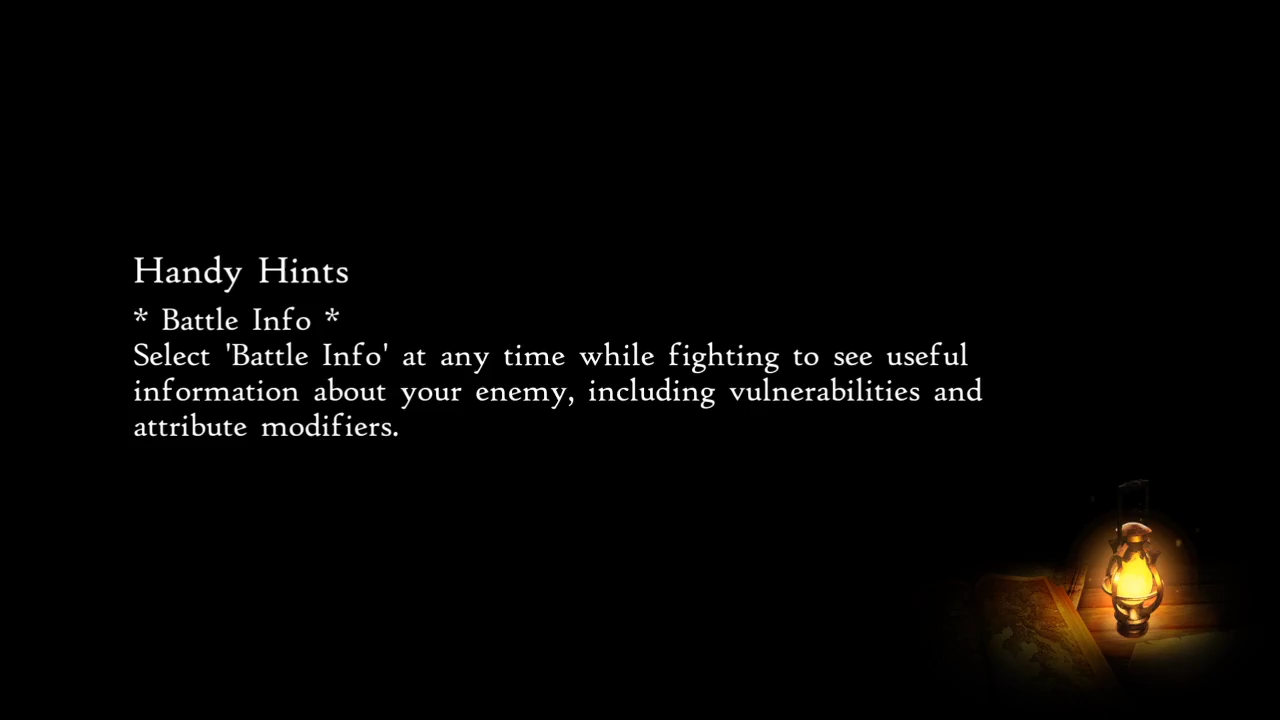 Handy Hints
* Battle Info *
Select 'Battle Info' at any time while fighting to see useful
information about your enemy, including vulnerabilities and
attribute modifiers.